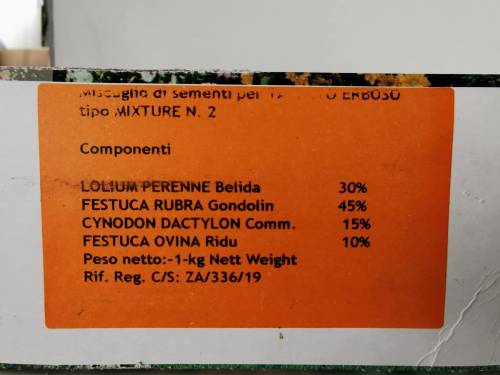 Miscuglio di sementi per ERBOSO
tipo MIXTURE N. 2
Componenti
LOLIUM PERENNE Belida 30%
FESTUCA RUBRA Gondolin 45%
CYNODON DACTYLON Comm. 15%
FESTUCA OVINA Ridu 10%
Peso netto:-1-kg Nett Weight
Rif. Reg. C/S: ZA/336/19